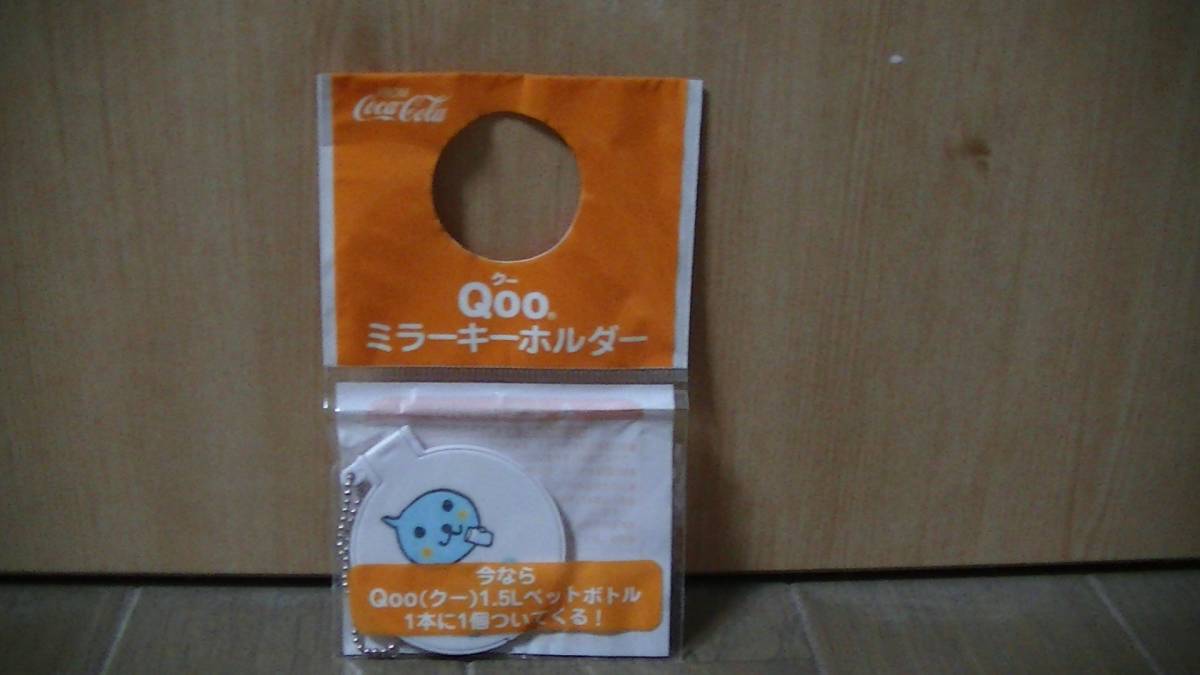 FROM
Coca-Cola
クー
Qoo®
ミラーキーホルダー
今なら
Qoo(クー)1.5Lペットボトル
1本に1個ついてくる!